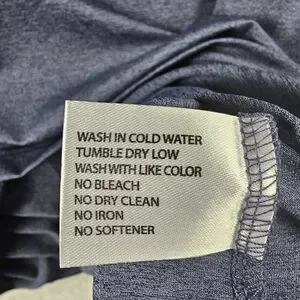 WASH IN COLD WATER
TUMBLE DRY LOW
WASH WITH LIKE COLOR
NO BLEACH
NO DRY CLEAN
NO IRON
NO SOFTENER